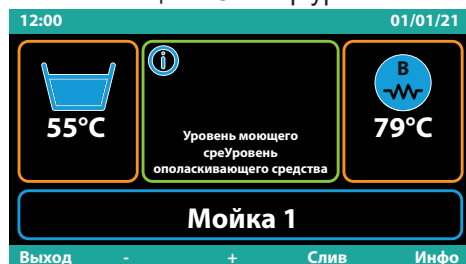 12:00 01/01/21
B
55°C
Уровень моющего
среУровень
ополаскивающего средства
79°C
Мойка 1
Выход - + Слив Инфо